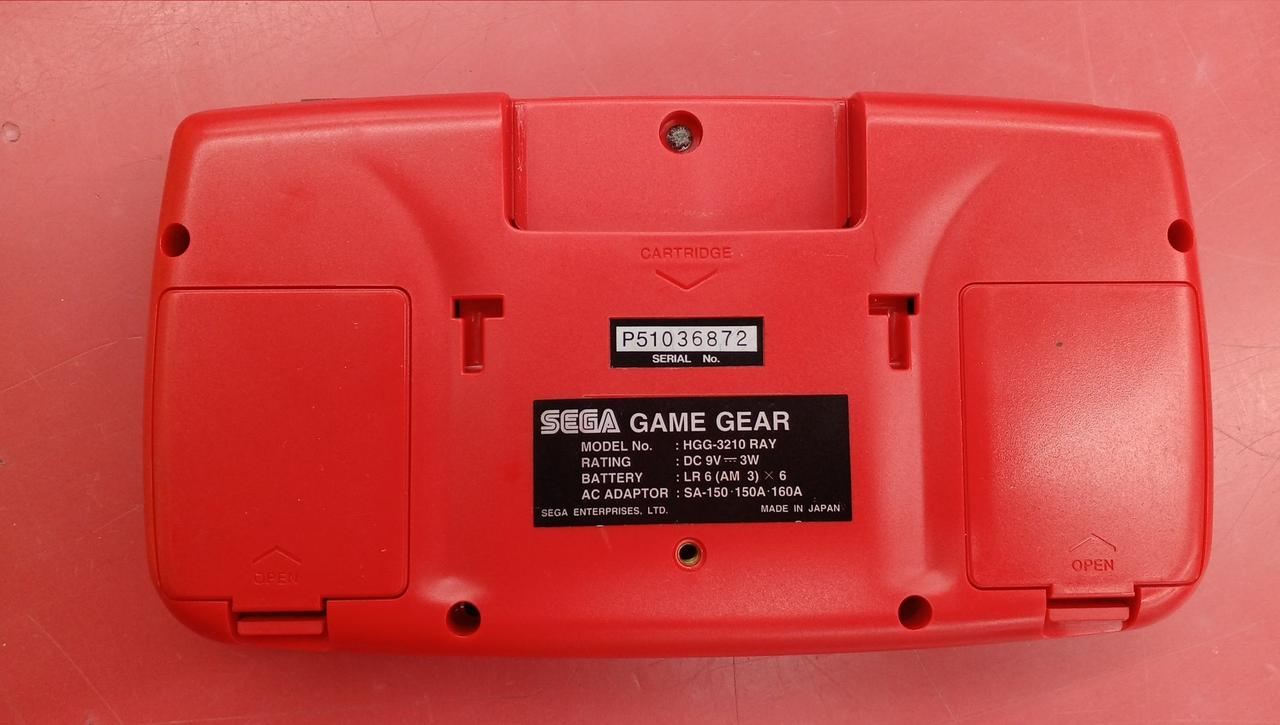 CARTRIDGE
P51036872
SERIAL No.
SEGA GAME GEAR
MODEL No. : HGG-3210 RAY
RATING : DC 9V ⎓ 3W
BATTERY : LR 6 (AM 3) × 6
AC ADAPTOR : SA-150·150A·160A
SEGA ENTERPRISES, LTD. MADE IN JAPAN
OPEN
OPEN